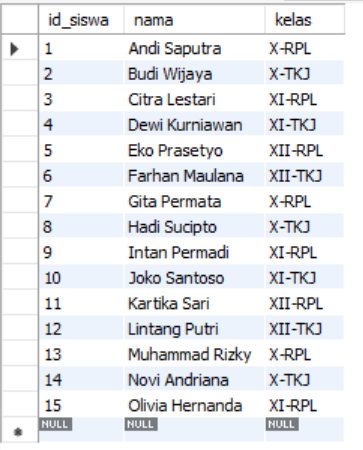 id_siswa nama kelas
1 Andi Saputra X-RPL
2 Budi Wijaya X-TKJ
3 Citra Lestari XI-RPL
4 Dewi Kurniawan XI-TKJ
5 Eko Prasetyo XII-RPL
6 Farhan Maulana XII-TKJ
7 Gita Permata X-RPL
8 Hadi Sucipto X-TKJ
9 Intan Permadi XI-RPL
10 Joko Santoso XI-TKJ
11 Kartika Sari XII-RPL
12 Lintang Putri XII-TKJ
13 Muhammad Rizky X-RPL
14 Novi Andriana X-TKJ
15 Olivia Hernanda XI-RPL
NULL NULL NULL